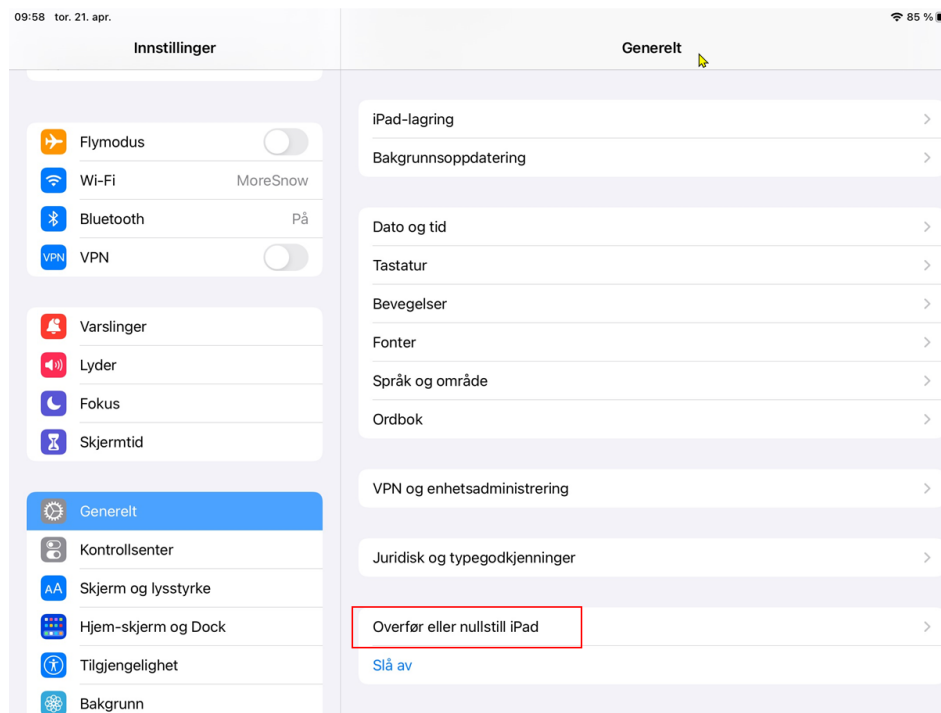 09:58 tor. 21. apr.
85 %
Innstillinger
Generelt
Flymodus
Wi-Fi MoreSnow
Bluetooth På
VPN VPN
Varslinger
Lyder
Fokus
Skjermtid
Generelt
Kontrollsenter
AA Skjerm og lysstyrke
Hjem-skjerm og Dock
Tilgjengelighet
Bakgrunn
iPad-lagring
Bakgrunnsoppdatering
Dato og tid
Tastatur
Bevegelser
Fonter
Språk og område
Ordbok
VPN og enhetsadministrering
Juridisk og typegodkjenninger
Overfør eller nullstill iPad
Slå av